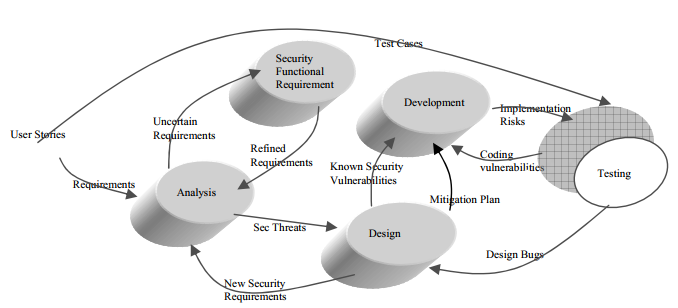 Test Cases
Security
Functional
Requirement
Development
Implementation
Risks
User Stories
Uncertain
Requirements
Refined
Requirements
Known Security
Vulnerabilities
Coding
vulnerabilities
Testing
Requirements
Analysis
Mitigation Plan
Sec Threats
Design
Design Bugs
New Security
Requirements